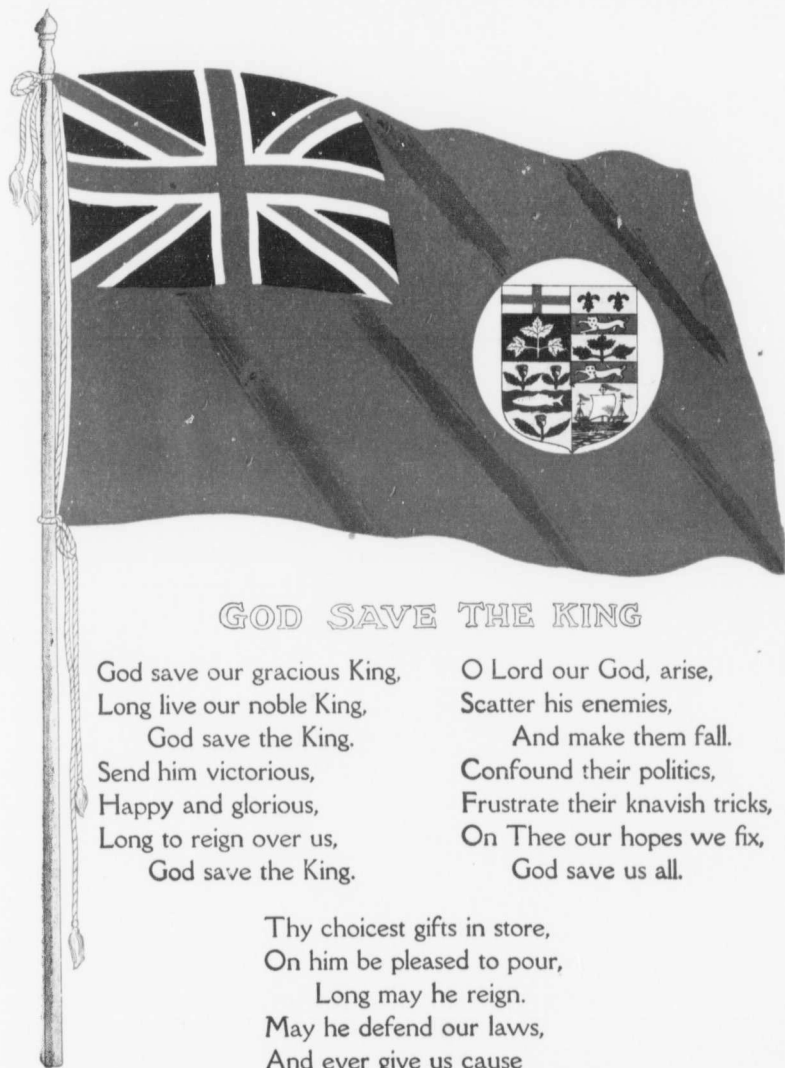 GOD SAVE THE KING
God save our gracious King,
Long live our noble King,
God save the King.
Send him victorious,
Happy and glorious,
Long to reign over us,
God save the King.
O Lord our God, arise,
Scatter his enemies,
And make them fall.
Confound their politics,
Frustrate their knavish tricks,
On Thee our hopes we fix,
God save us all.
Thy choicest gifts in store,
On him be pleased to pour,
Long may he reign.
May he defend our laws,
And ever give us cause